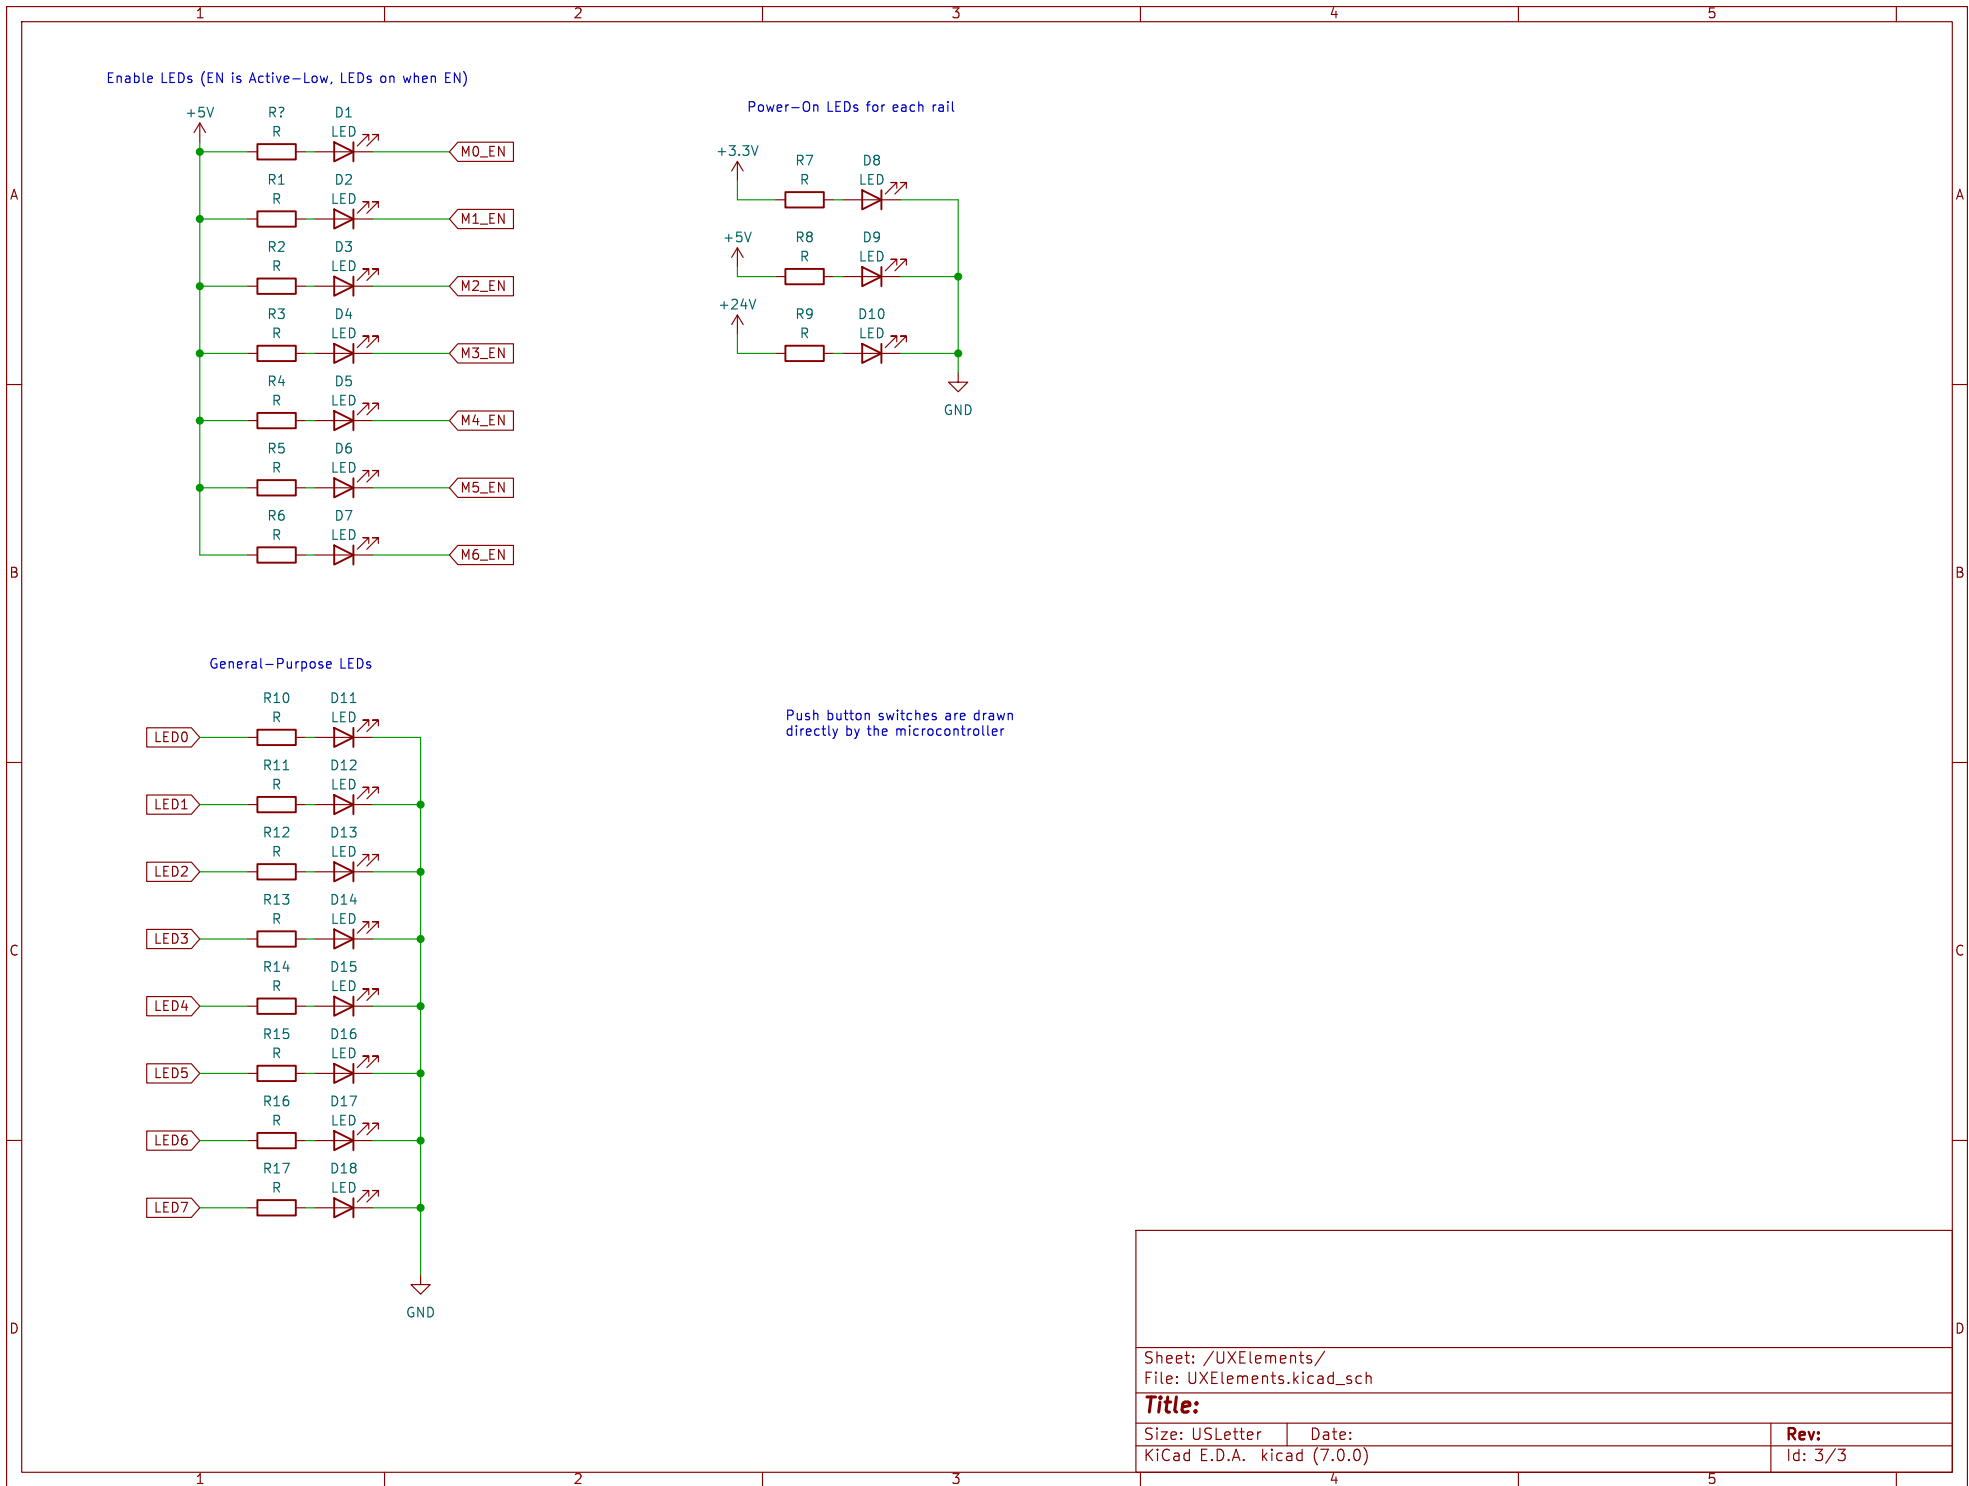 1 2 3 4 5
Enable LEDs (EN is Active-Low, LEDs on when EN)
+5V
R? D1
R LED
M0_EN
R1 D2
R LED
M1_EN
R2 D3
R LED
M2_EN
R3 D4
R LED
M3_EN
R4 D5
R LED
M4_EN
R5 D6
R LED
M5_EN
R6 D7
R LED
M6_EN
Power-On LEDs for each rail
+3.3V
R7 D8
R LED
+5V
R8 D9
R LED
+24V
R9 D10
R LED
GND
A A
B B
General-Purpose LEDs
R10 D11
R LED
LED0
R11 D12
R LED
LED1
R12 D13
R LED
LED2
R13 D14
R LED
LED3
R14 D15
R LED
LED4
R15 D16
R LED
LED5
R16 D17
R LED
LED6
R17 D18
R LED
LED7
GND
Push button switches are drawn
directly by the microcontroller
C C
D D
Sheet: /UXElements/
File: UXElements.kicad_sch
Title:
Size: USLetter Date: Rev:
KiCad E.D.A. kicad (7.0.0) Id: 3/3
1 2 3 4 5